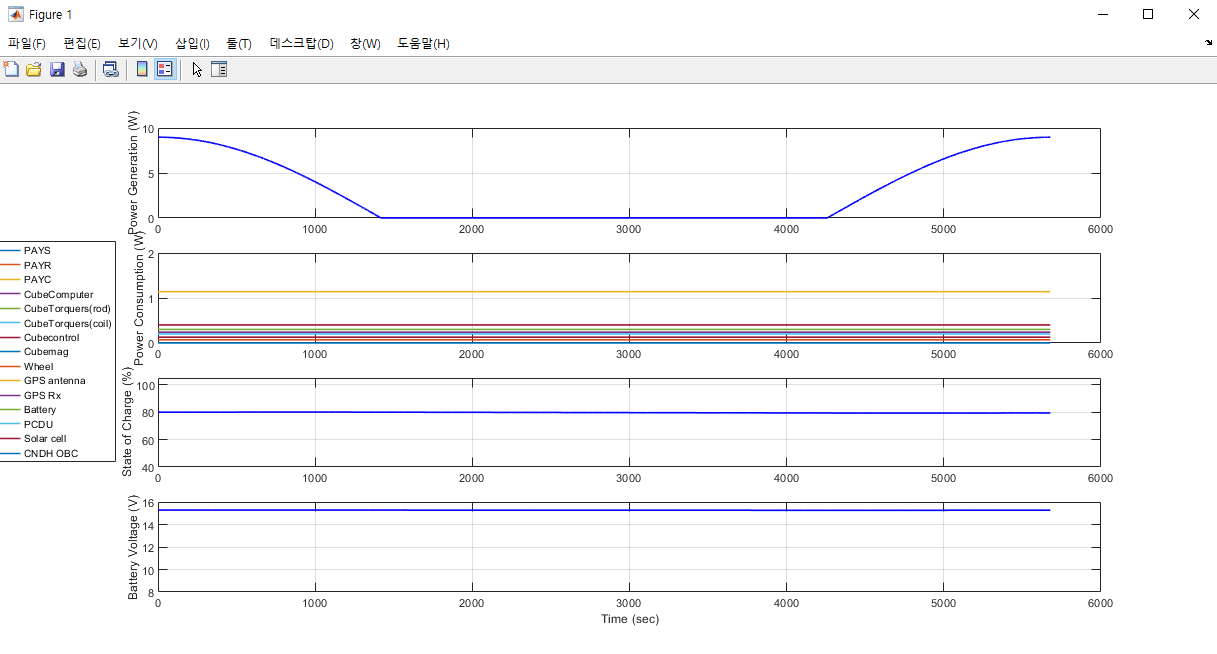 Figure 1
파일(F) 편집(E) 보기(V) 삽입(I) 툴(T) 데스크탑(D) 창(W) 도움말(H)
Power Generation (W)
10
5
0
0 1000 2000 3000 4000 5000 6000
Power Consumption (W)
2
1
0
0 1000 2000 3000 4000 5000 6000
PAYS
PAYR
PAYC
CubeComputer
CubeTorquers(rod)
CubeTorquers(coil)
Cubecontrol
Cubemag
Wheel
GPS antenna
GPS Rx
Battery
PCDU
Solar cell
CNDH OBC
State of Charge (%)
100
80
60
40
0 1000 2000 3000 4000 5000 6000
Battery Voltage (V)
16
14
12
10
8
0 1000 2000 3000 4000 5000 6000
Time (sec)